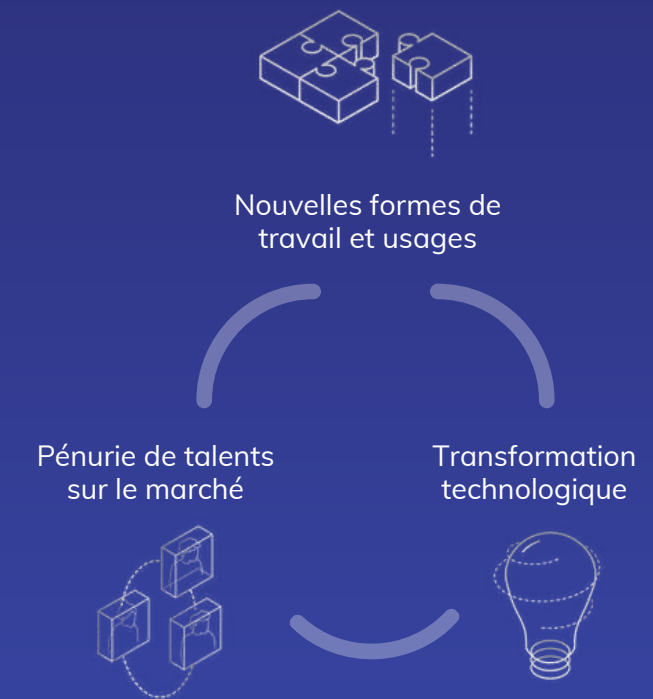 Nouvelles formes de
travail et usages
Pénurie de talents
sur le marché
Transformation
technologique